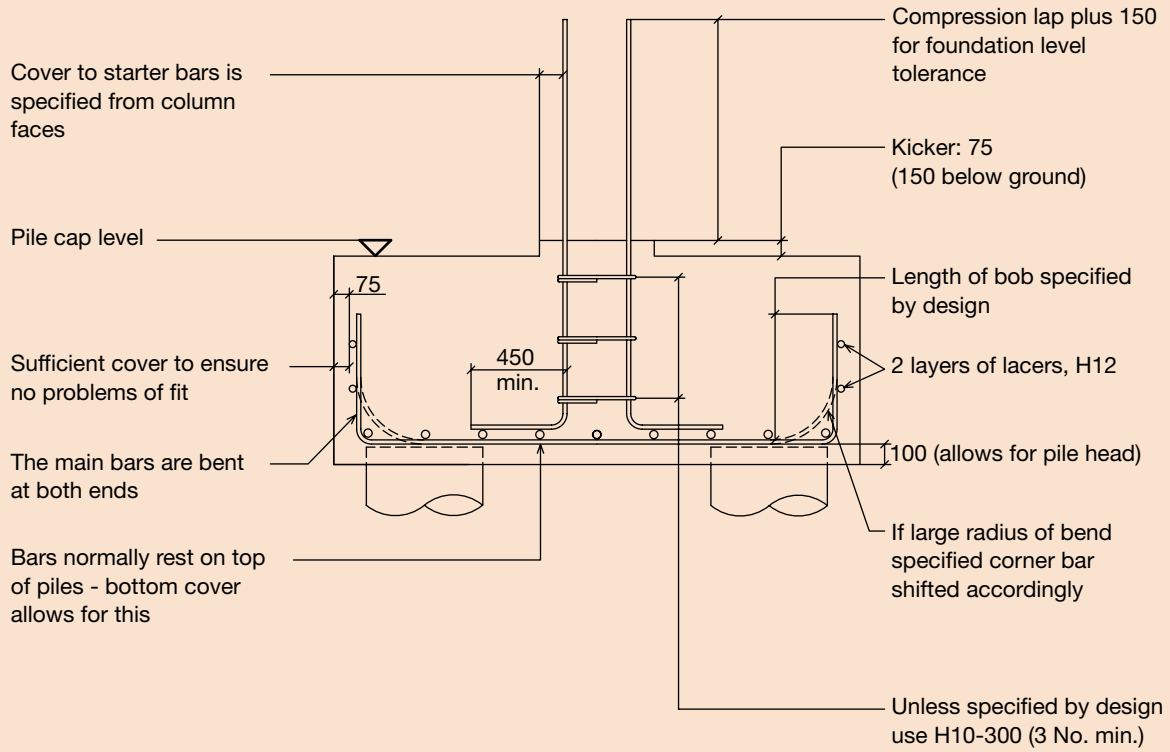 Cover to starter bars is
specified from column
faces
Pile cap level
75
Sufficient cover to ensure
no problems of fit
450
min.
The main bars are bent
at both ends
Bars normally rest on top
of piles - bottom cover
allows for this
Compression lap plus 150
for foundation level
tolerance
Kicker: 75
(150 below ground)
Length of bob specified
by design
2 layers of lacers, H12
100 (allows for pile head)
If large radius of bend
specified corner bar
shifted accordingly
Unless specified by design
use H10-300 (3 No. min.)